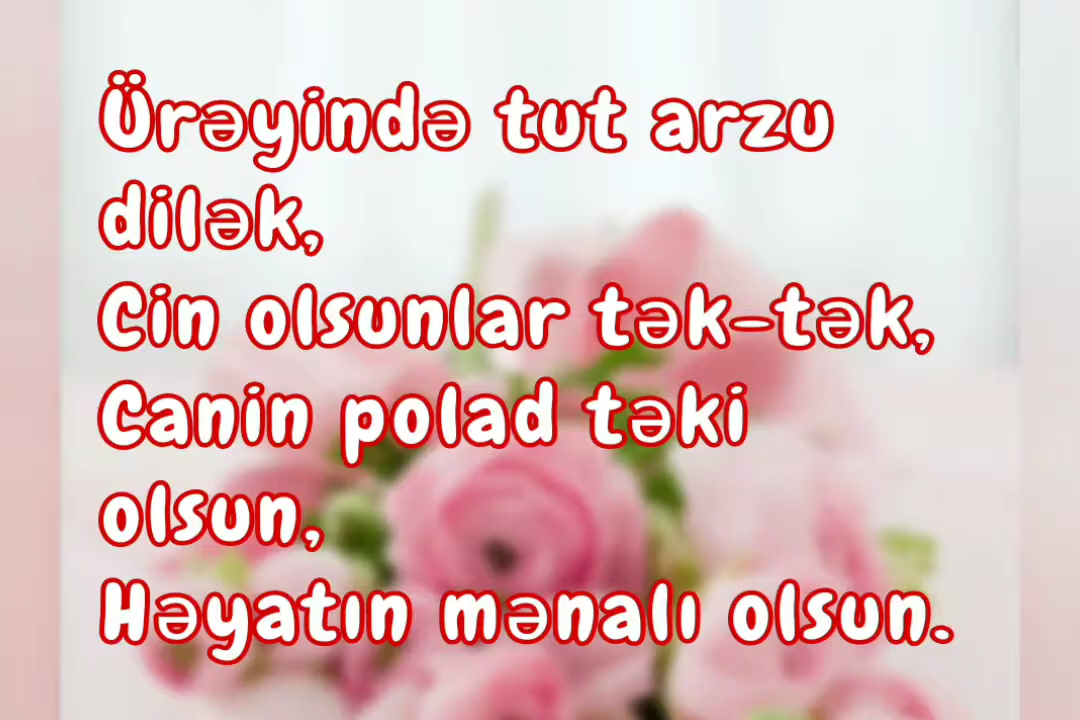 Ürəyində tut arzu
dilək,
Cin olsunlar tək-tək,
Canin polad təki
olsun,
Həyatın mənalı olsun.